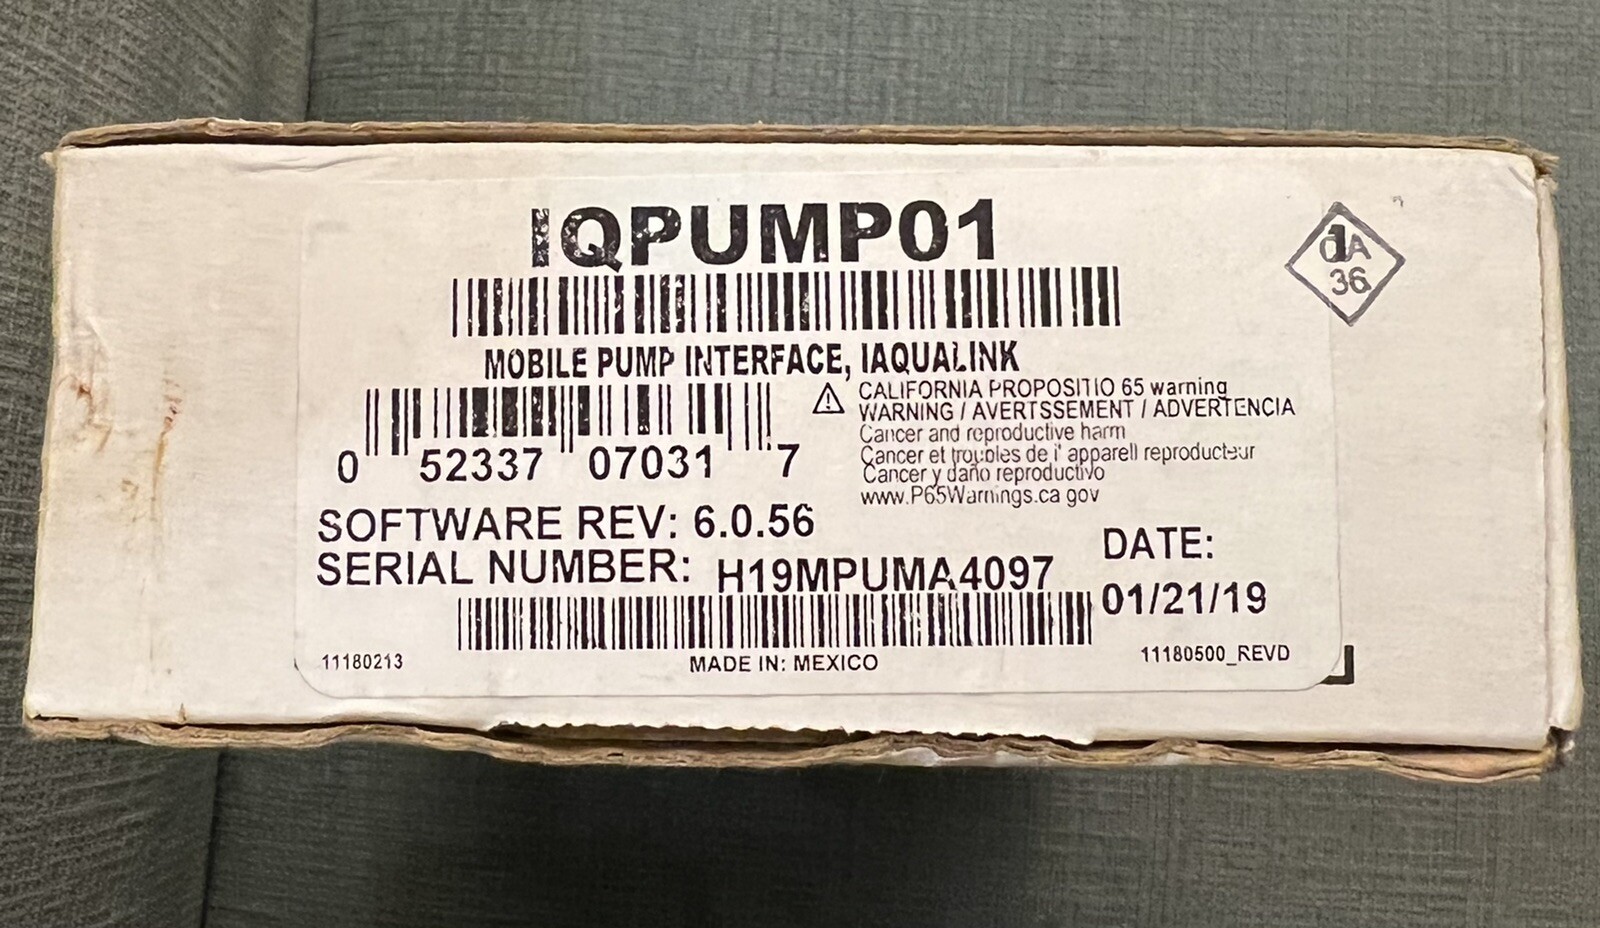 IQPUMP01
MOBILE PUMP INTERFACE, IAQUALINK
0 52337 07031 7
CALIFORNIA PROPOSITIO 65 warning
WARNING / AVERTSSEMENT / ADVERTENCIA
Cancer and reproductive harm
Cancer et troubles de l' apparell reproducteur
Cancer y daño reproductivo
www.P65Warnings.ca gov
SOFTWARE REV: 6.0.56
SERIAL NUMBER: H19MPUMA4097
DATE:
01/21/19
11180213
MADE IN: MEXICO
11180500_REVD
36